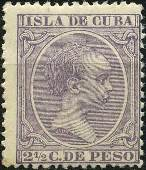 ISLA DE CUBA
2½ C. DE PESO